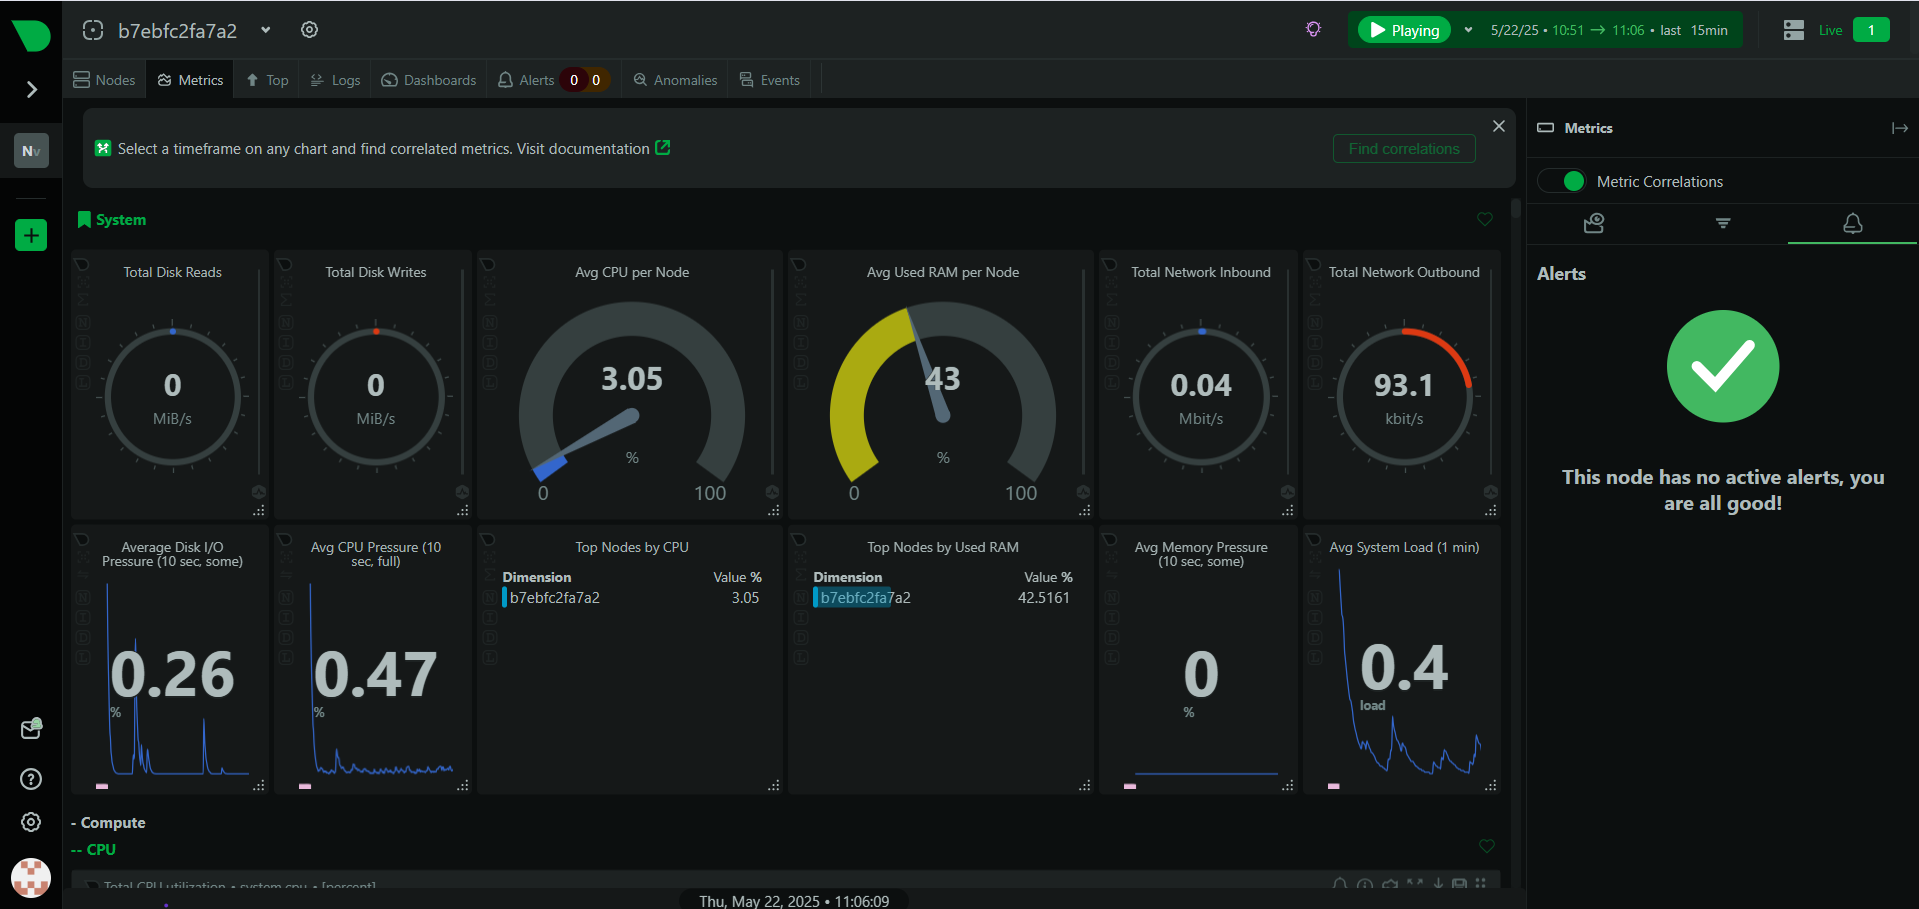 b7ebfc2fa7a2
Playing
5/22/25 • 10:51 → 11:06 • last 15min
Live
1
Nodes
Metrics
Top
Logs
Dashboards
Alerts 0 0
Anomalies
Events
Nv
Select a timeframe on any chart and find correlated metrics. Visit documentation
Find correlations
System
Total Disk Reads
0
MiB/s
Total Disk Writes
0
MiB/s
Avg CPU per Node
3.05
%
0 100
Avg Used RAM per Node
43
%
0 100
Total Network Inbound
0.04
Mbit/s
Total Network Outbound
93.1
kbit/s
Average Disk I/O
Pressure (10 sec, some)
0.26
%
Avg CPU Pressure (10
sec, full)
0.47
%
Top Nodes by CPU
Dimension Value %
b7ebfc2fa7a2 3.05
Top Nodes by Used RAM
Dimension Value %
b7ebfc2fa7a2 42.5161
Avg Memory Pressure
(10 sec, some)
0
%
Avg System Load (1 min)
0.4
load
- Compute
-- CPU
Total CPU utilization • system.cpu • [percent]
Thu, May 22, 2025 • 11:06:09
Metrics
Metric Correlations
Alerts
This node has no active alerts, you
are all good!